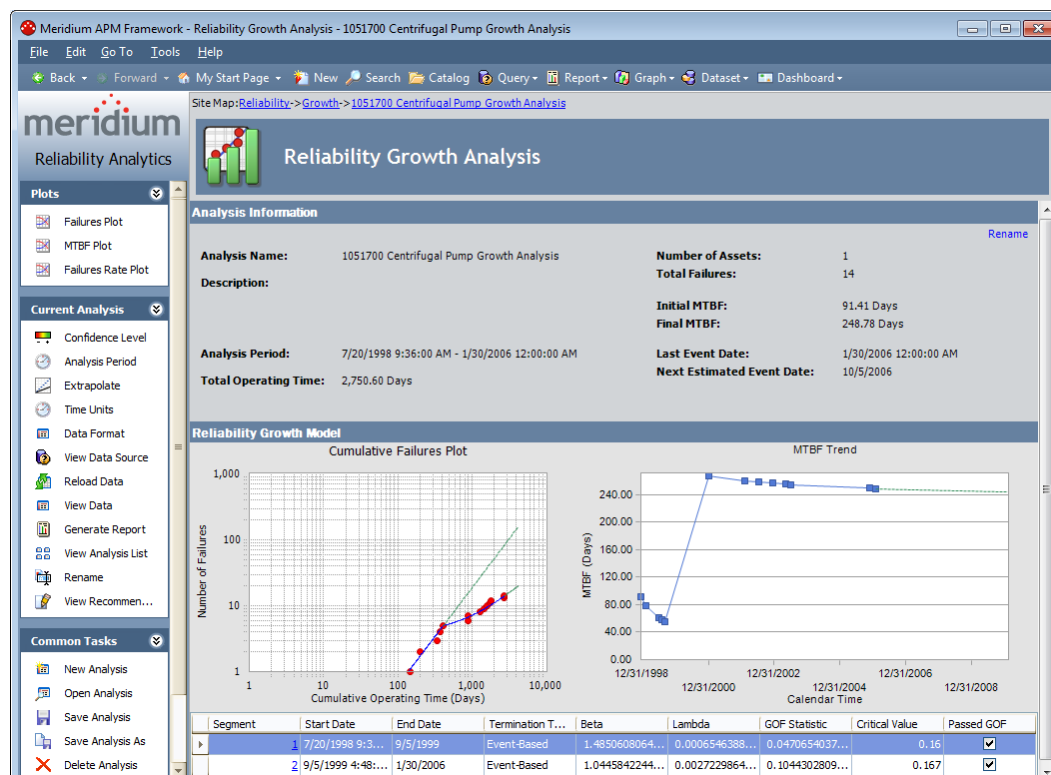 Meridium APM Framework - Reliability Growth Analysis - 1051700 Centrifugal Pump Growth Analysis
File Edit Go To Tools Help
Back Forward My Start Page New Search Catalog Query Report Graph Dataset Dashboard
meridium
Reliability Analytics
Plots
Failures Plot
MTBF Plot
Failures Rate Plot
Current Analysis
Confidence Level
Analysis Period
Extrapolate
Time Units
Data Format
View Data Source
Reload Data
View Data
Generate Report
View Analysis List
Rename
View Recommen...
Common Tasks
New Analysis
Open Analysis
Save Analysis
Save Analysis As
Delete Analysis
Site Map:Reliability->Growth->1051700 Centrifugal Pump Growth Analysis
Reliability Growth Analysis
Analysis Information
Rename
Analysis Name: 1051700 Centrifugal Pump Growth Analysis
Description:
Analysis Period: 7/20/1998 9:36:00 AM - 1/30/2006 12:00:00 AM
Total Operating Time: 2,750.60 Days
Number of Assets: 1
Total Failures: 14
Initial MTBF: 91.41 Days
Final MTBF: 248.78 Days
Last Event Date: 1/30/2006 12:00:00 AM
Next Estimated Event Date: 10/5/2006
Reliability Growth Model
Cumulative Failures Plot
Number of Failures
1,000
100
10
1
1 10 100 1,000 10,000
Cumulative Operating Time (Days)
MTBF Trend
MTBF (Days)
240.00
200.00
160.00
120.00
80.00
40.00
0.00
12/31/1998 12/31/2000 12/31/2002 12/31/2004 12/31/2006 12/31/2008
Calendar Time
Segment Start Date End Date Termination T... Beta Lambda GOF Statistic Critical Value Passed GOF
1 7/20/1998 9:3... 9/5/1999 Event-Based 1.4850608064... 0.0006546388... 0.0470654037... 0.16
2 9/5/1999 4:48:... 1/30/2006 Event-Based 1.0445842244... 0.0027229864... 0.1044302809... 0.167